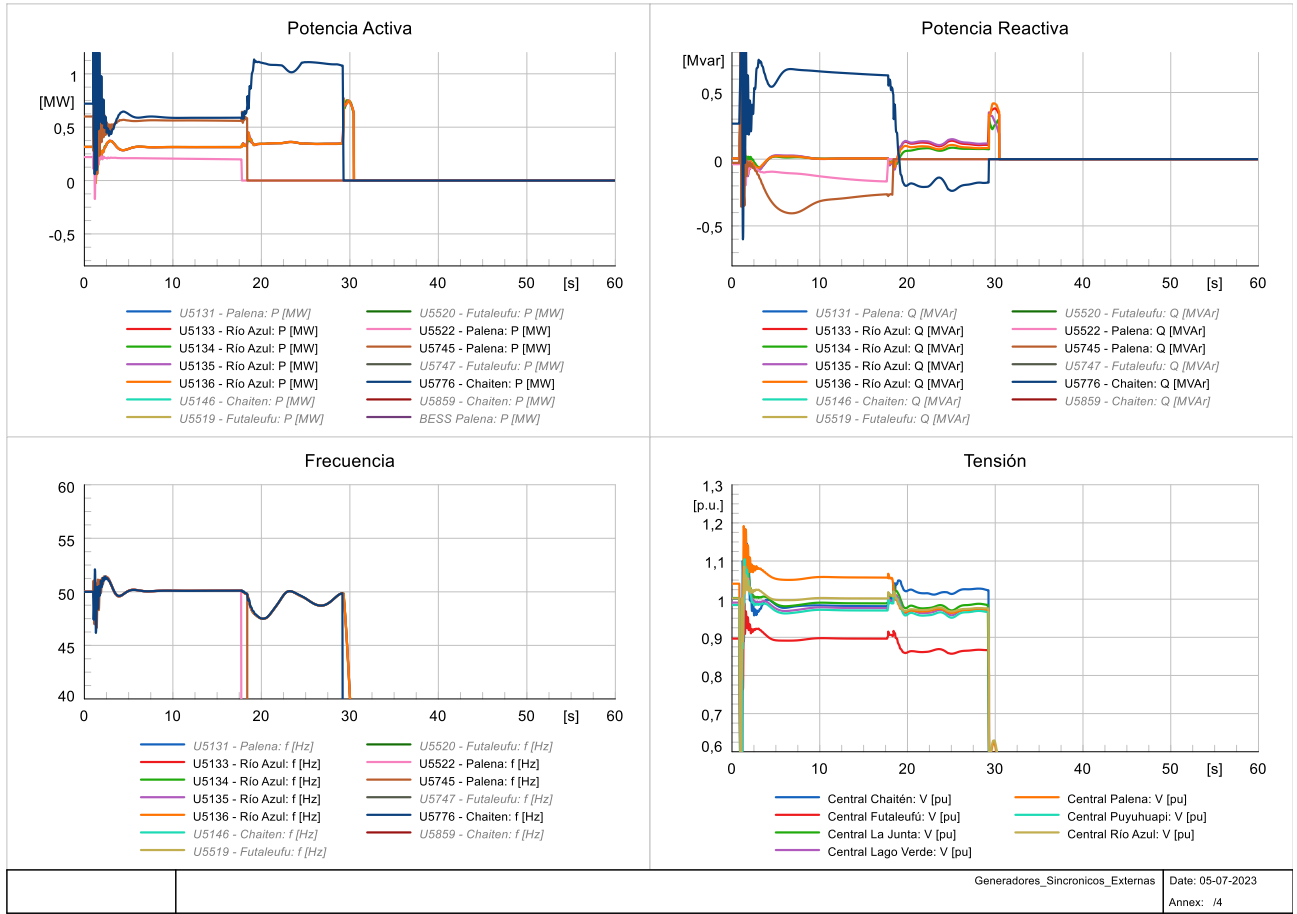 Potencia Activa
1
[MW]
0,5
0
-0,5
0 10 20 30 40 50 [s] 60
U5131 - Palena: P [MW]
U5133 - Río Azul: P [MW]
U5134 - Río Azul: P [MW]
U5135 - Río Azul: P [MW]
U5136 - Río Azul: P [MW]
U5146 - Chaiten: P [MW]
U5519 - Futaleufu: P [MW]
U5520 - Futaleufu: P [MW]
U5522 - Palena: P [MW]
U5745 - Palena: P [MW]
U5747 - Futaleufu: P [MW]
U5776 - Chaiten: P [MW]
U5859 - Chaiten: P [MW]
BESS Palena: P [MW]
Potencia Reactiva
[Mvar]
0,5
0
-0,5
0 10 20 30 40 50 [s] 60
U5131 - Palena: Q [MVAr]
U5133 - Río Azul: Q [MVAr]
U5134 - Río Azul: Q [MVAr]
U5135 - Río Azul: Q [MVAr]
U5136 - Río Azul: Q [MVAr]
U5146 - Chaiten: Q [MVAr]
U5519 - Futaleufu: Q [MVAr]
U5520 - Futaleufu: Q [MVAr]
U5522 - Palena: Q [MVAr]
U5745 - Palena: Q [MVAr]
U5747 - Futaleufu: Q [MVAr]
U5776 - Chaiten: Q [MVAr]
U5859 - Chaiten: Q [MVAr]
Frecuencia
60
55
50
45
40
0 10 20 30 40 50 [s] 60
U5131 - Palena: f [Hz]
U5133 - Río Azul: f [Hz]
U5134 - Río Azul: f [Hz]
U5135 - Río Azul: f [Hz]
U5136 - Río Azul: f [Hz]
U5146 - Chaiten: f [Hz]
U5519 - Futaleufu: f [Hz]
U5520 - Futaleufu: f [Hz]
U5522 - Palena: f [Hz]
U5745 - Palena: f [Hz]
U5747 - Futaleufu: f [Hz]
U5776 - Chaiten: f [Hz]
U5859 - Chaiten: f [Hz]
Tensión
1,3
[p.u.]
1,2
1,1
1
0,9
0,8
0,7
0,6
0 10 20 30 40 50 [s] 60
Central Chaitén: V [pu]
Central Futaleufú: V [pu]
Central La Junta: V [pu]
Central Lago Verde: V [pu]
Central Palena: V [pu]
Central Puyuhuapi: V [pu]
Central Río Azul: V [pu]
Generadores_Sincronicos_Externas
Date: 05-07-2023
Annex: /4